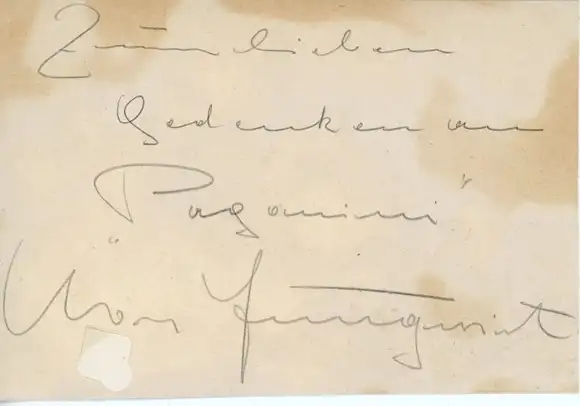 Zum lieben
Gedenken an
„Paganini"